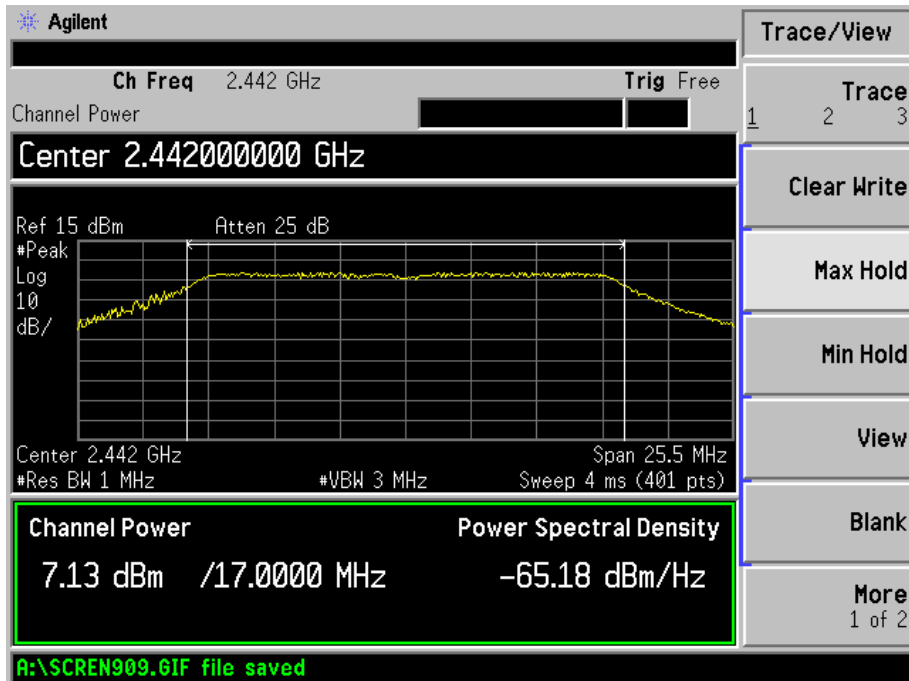 Agilent
Trace/View
Ch Freq 2.442 GHz Trig Free
Channel Power
Trace
1 2 3
Center 2.442000000 GHz
Clear Write
Ref 15 dBm Atten 25 dB
#Peak
Log
10
dB/
Max Hold
Min Hold
View
Center 2.442 GHz Span 25.5 MHz
#Res BW 1 MHz #VBW 3 MHz Sweep 4 ms (401 pts)
Channel Power Power Spectral Density
7.13 dBm /17.0000 MHz -65.18 dBm/Hz
Blank
More
1 of 2
A:\SCREN909.GIF file saved